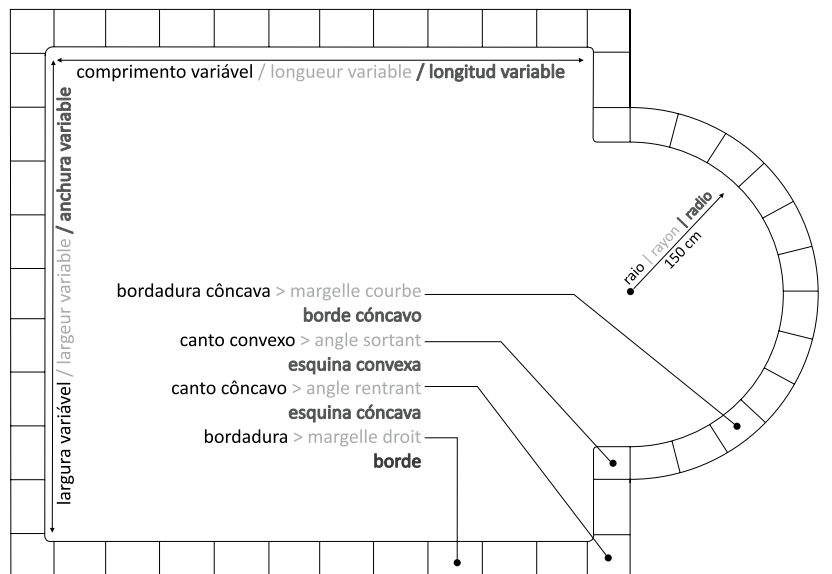 comprimento variável / longueur variable / longitud variable
largura variável / largeur variable / anchura variable
raio | rayon | radio
150 cm
bordadura côncava > margelle courbe
borde cóncavo
canto convexo > angle sortant
esquina convexa
canto côncavo > angle rentrant
esquina cóncava
bordadura > margelle droit
borde